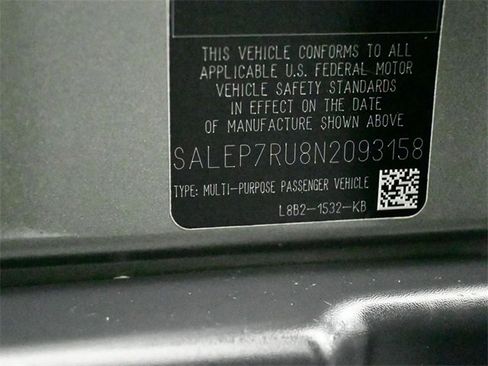 THIS VEHICLE CONFORMS TO ALL
APPLICABLE U.S. FEDERAL MOTOR
VEHICLE SAFETY STANDARDS
IN EFFECT ON THE DATE
OF MANUFACTURE SHOWN ABOVE
SALEP7RU8N2093158
TYPE: MULTI-PURPOSE PASSENGER VEHICLE
L8B2-1532-KB